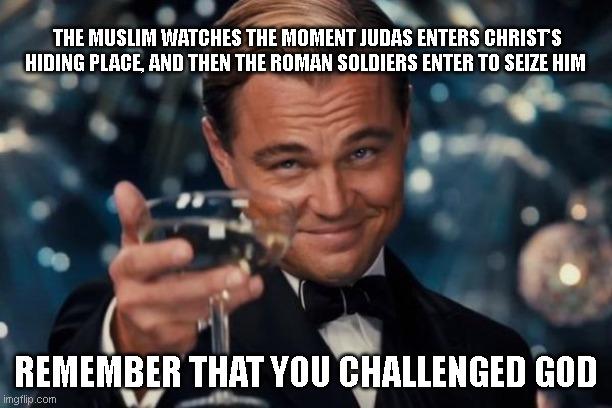 THE MUSLIM WATCHES THE MOMENT JUDAS ENTERS CHRIST'S
HIDING PLACE, AND THEN THE ROMAN SOLDIERS ENTER TO SEIZE HIM
REMEMBER THAT YOU CHALLENGED GOD
imgflip.com